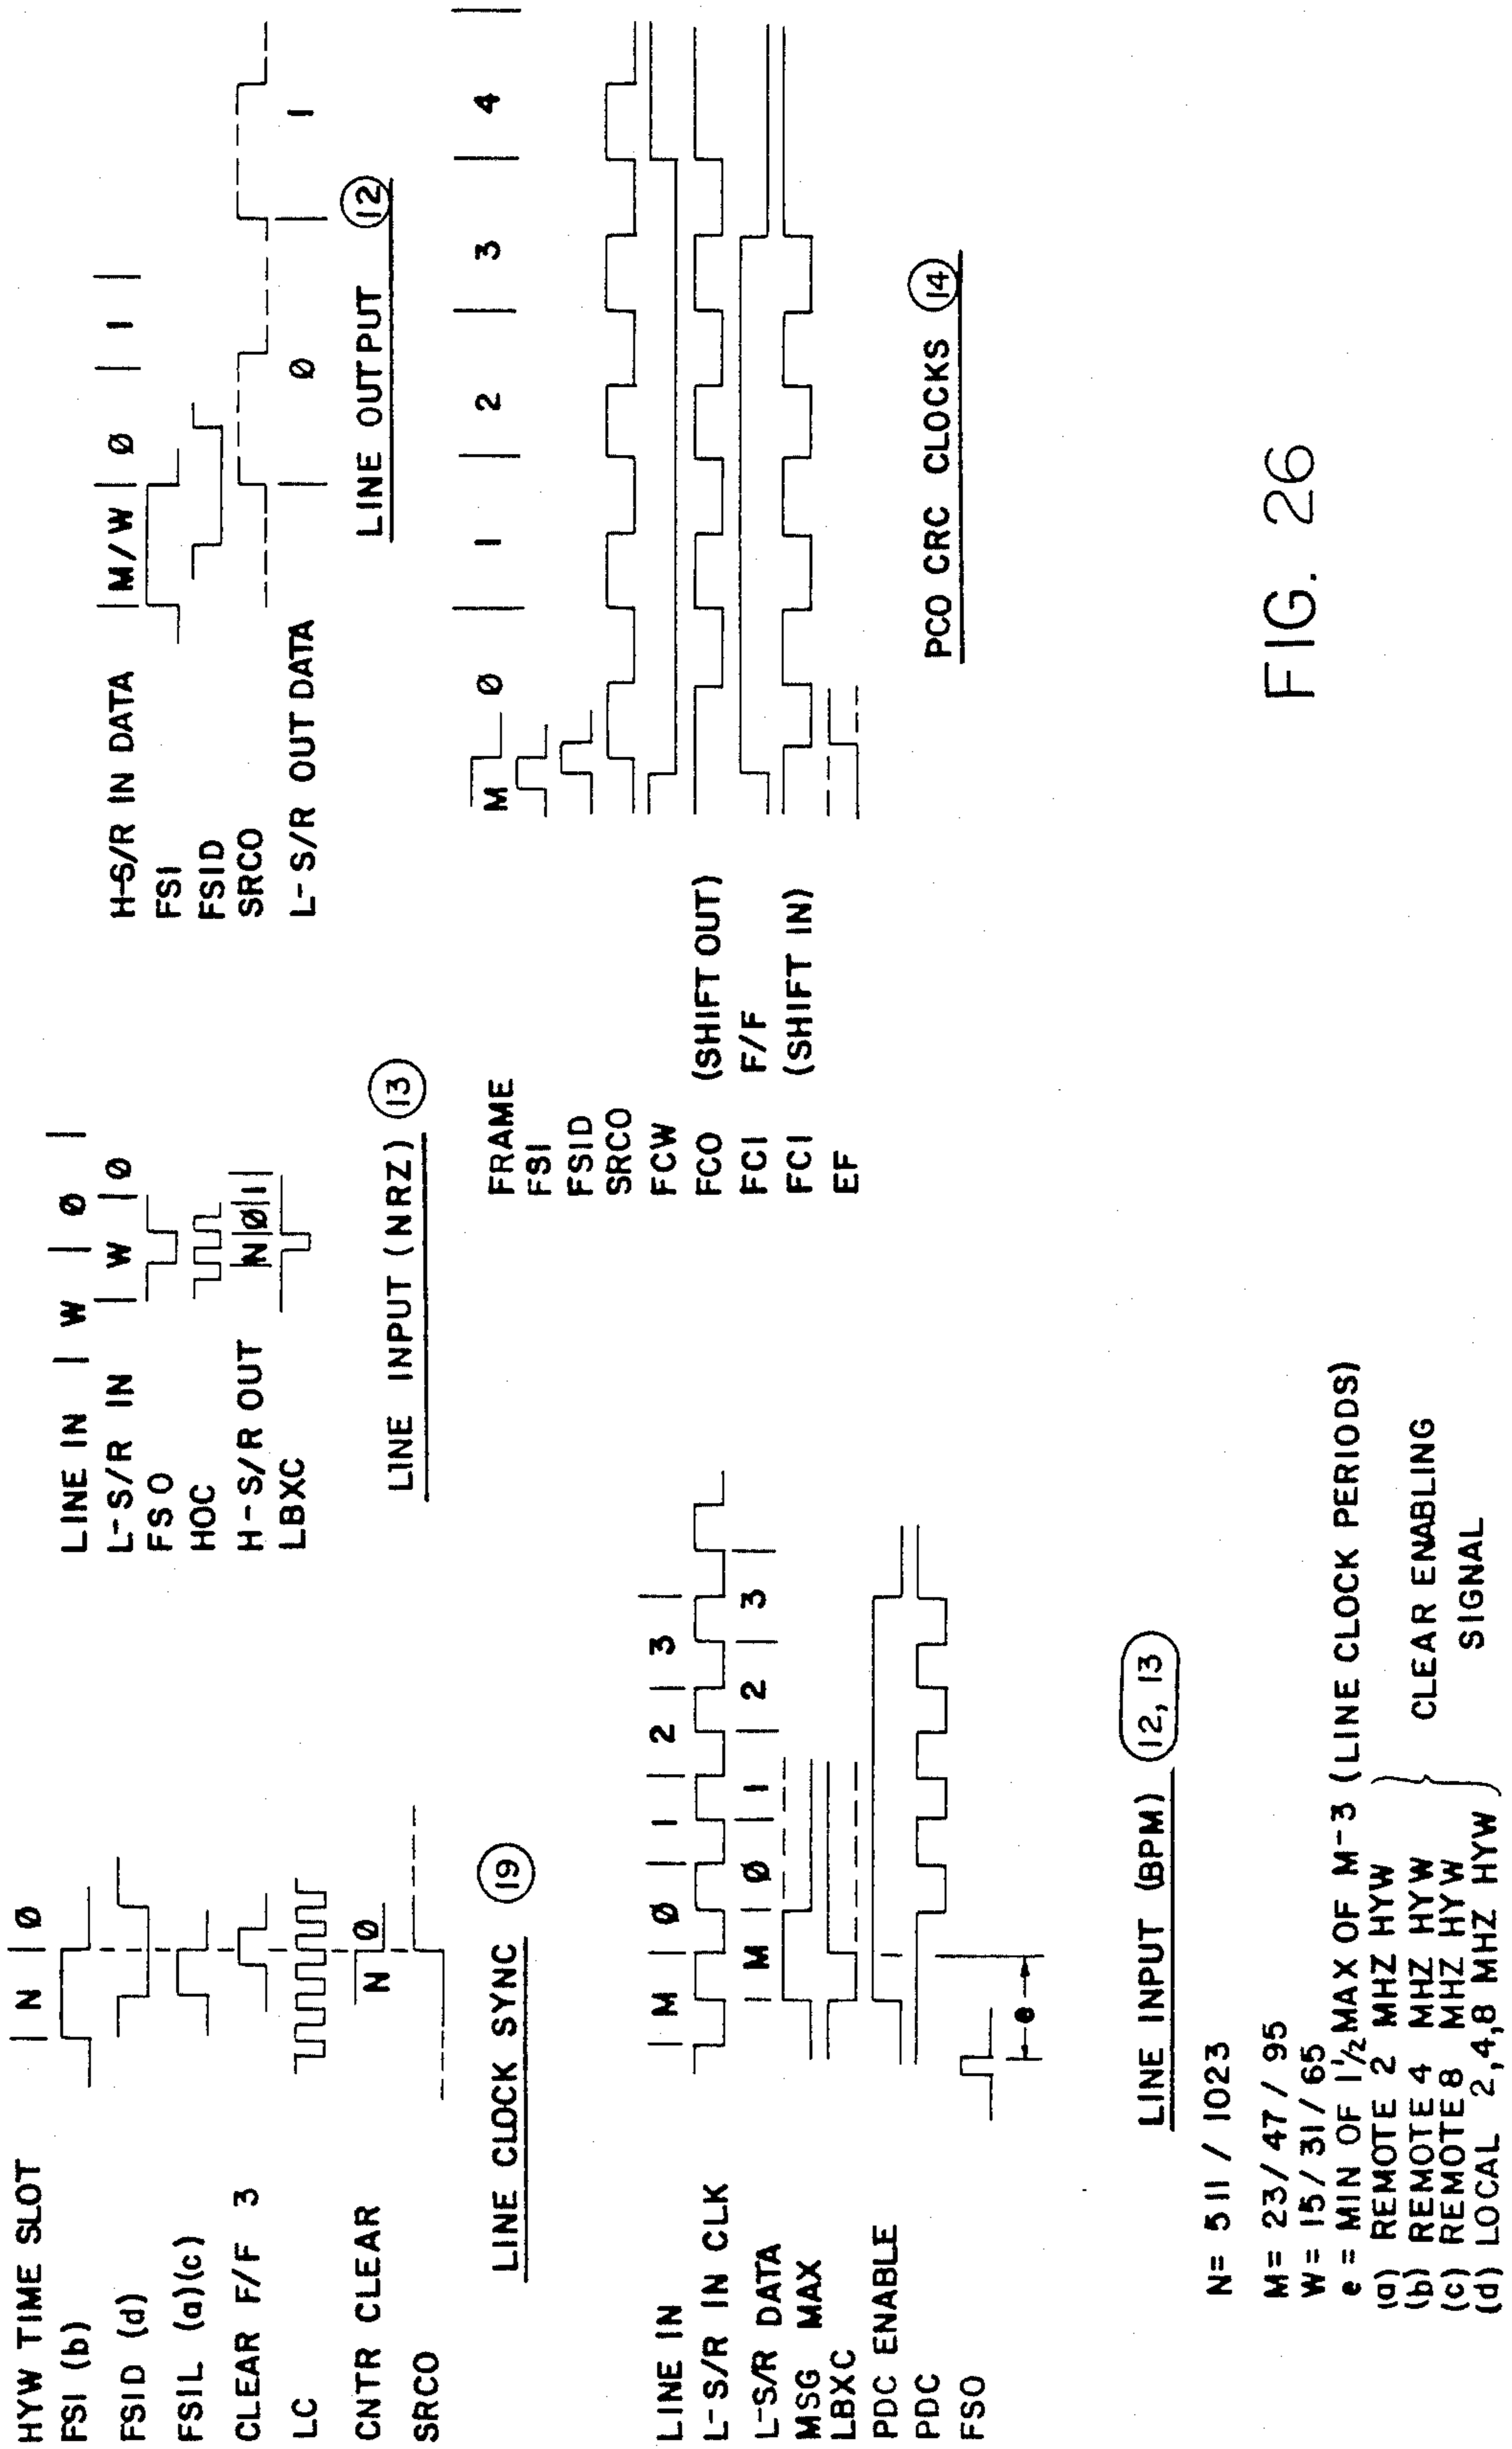 HYW TIME SLOT | N | Ø
FSI (b)
FSID (d)
FSIL (a)(c)
CLEAR F/F 3
LC
CNTR CLEAR N Ø
SRCO
LINE CLOCK SYNC 19
LINE IN | W | Ø |
L-S/R IN | W | Ø
FSO
HOC
H-S/R OUT N|Ø|1|
LBXC
LINE INPUT (NRZ) 13
H-S/R IN DATA | M/W | Ø | 1 |
FSI
FSID
SRCO
L-S/R OUT DATA | Ø | 1
LINE OUTPUT 12
LINE IN | M | Ø | 1 | 2 | 3 |
L-S/R IN CLK
L-S/R DATA | M | Ø | 1 | 2 | 3 |
MSG MAX
LBXC
PDC ENABLE
PDC
FSO e
LINE INPUT (BPM) 12, 13
FRAME M Ø | 1 | 2 | 3 | 4 |
FSI
FSID
SRCO
FCW
FCO (SHIFT OUT)
FCI F/F
FCI (SHIFT IN)
EF
PCO CRC CLOCKS 14
N= 511 / 1023
M= 23/ 47 / 95
W= 15/ 31 / 65
e = MIN OF 1 1/2 MAX OF M-3 (LINE CLOCK PERIODS)
(a) REMOTE 2 MHZ HYW
(b) REMOTE 4 MHZ HYW
(c) REMOTE 8 MHZ HYW
(d) LOCAL 2,4,8 MHZ HYW
CLEAR ENABLING
SIGNAL
FIG. 26